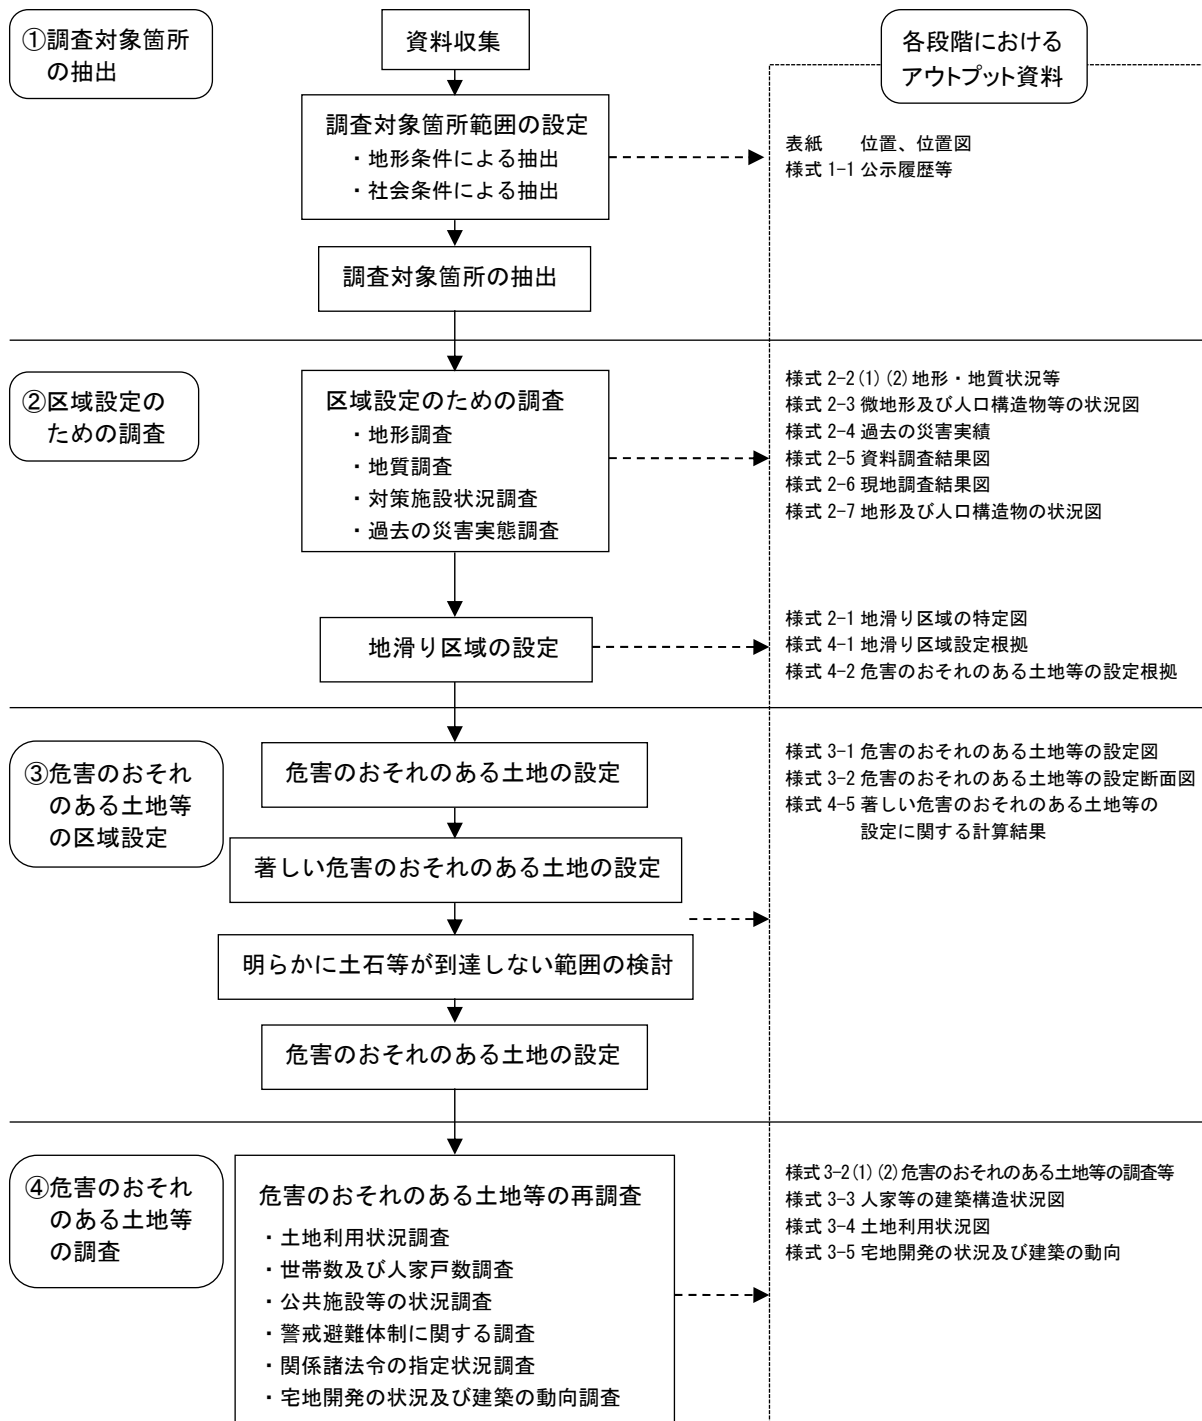 ①調査対象箇所
の抽出
資料収集
調査対象箇所範囲の設定
・地形条件による抽出
・社会条件による抽出
調査対象箇所の抽出
各段階における
アウトプット資料
表紙 位置、位置図
様式 1-1 公示履歴等
②区域設定の
ための調査
区域設定のための調査
・地形調査
・地質調査
・対策施設状況調査
・過去の災害実態調査
地滑り区域の設定
様式 2-2(1)(2)地形・地質状況等
様式 2-3 微地形及び人口構造物等の状況図
様式 2-4 過去の災害実績
様式 2-5 資料調査結果図
様式 2-6 現地調査結果図
様式 2-7 地形及び人口構造物の状況図
様式 2-1 地滑り区域の特定図
様式 4-1 地滑り区域設定根拠
様式 4-2 危害のおそれのある土地等の設定根拠
③危害のおそれ
のある土地等
の区域設定
危害のおそれのある土地の設定
著しい危害のおそれのある土地の設定
明らかに土石等が到達しない範囲の検討
危害のおそれのある土地の設定
様式 3-1 危害のおそれのある土地等の設定図
様式 3-2 危害のおそれのある土地等の設定断面図
様式 4-5 著しい危害のおそれのある土地等の
設定に関する計算結果
④危害のおそれ
のある土地等
の調査
危害のおそれのある土地等の再調査
・土地利用状況調査
・世帯数及び人家戸数調査
・公共施設等の状況調査
・警戒避難体制に関する調査
・関係諸法令の指定状況調査
・宅地開発の状況及び建築の動向調査
様式 3-2(1)(2)危害のおそれのある土地等の調査等
様式 3-3 人家等の建築構造状況図
様式 3-4 土地利用状況図
様式 3-5 宅地開発の状況及び建築の動向